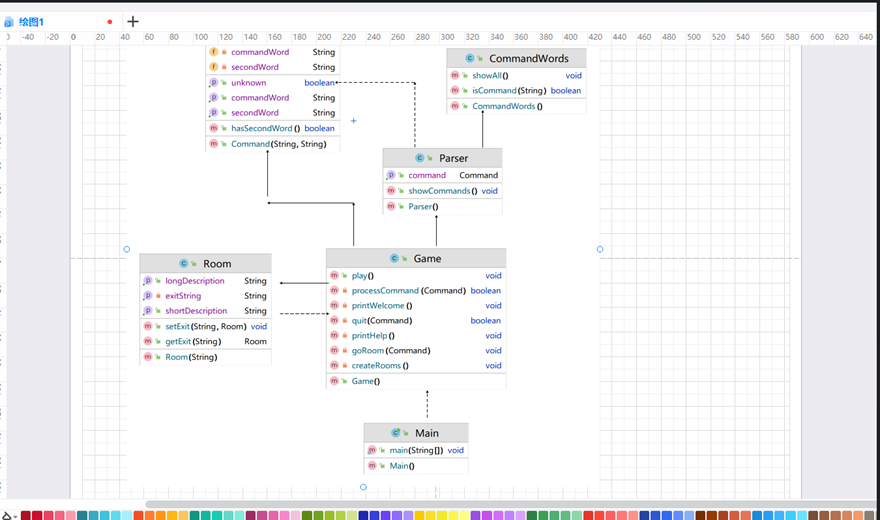 绘图1
-40 -20 0 20 40 60 80 100 120 140 160 180 200 220 240 260 280 300 320 340 360 380 400 420 440 460 480 500 520 540 560 580 600 620 640
f commandWord String
f secondWord String
p unknown boolean
p commandWord String
p secondWord String
m hasSecondWord () boolean
m Command(String, String)
C CommandWords
m showAll() void
m isCommand(String) boolean
m CommandWords ()
C Parser
p command Command
m showCommands() void
m Parser()
C Room
p longDescription String
p exitString String
p shortDescription String
m setExit(String, Room) void
m getExit(String) Room
m Room(String)
C Game
m play() void
m processCommand (Command) boolean
m printWelcome () void
m quit(Command) boolean
m printHelp() void
m goRoom (Command) void
m createRooms () void
m Game()
C Main
m main(String[]) void
m Main()